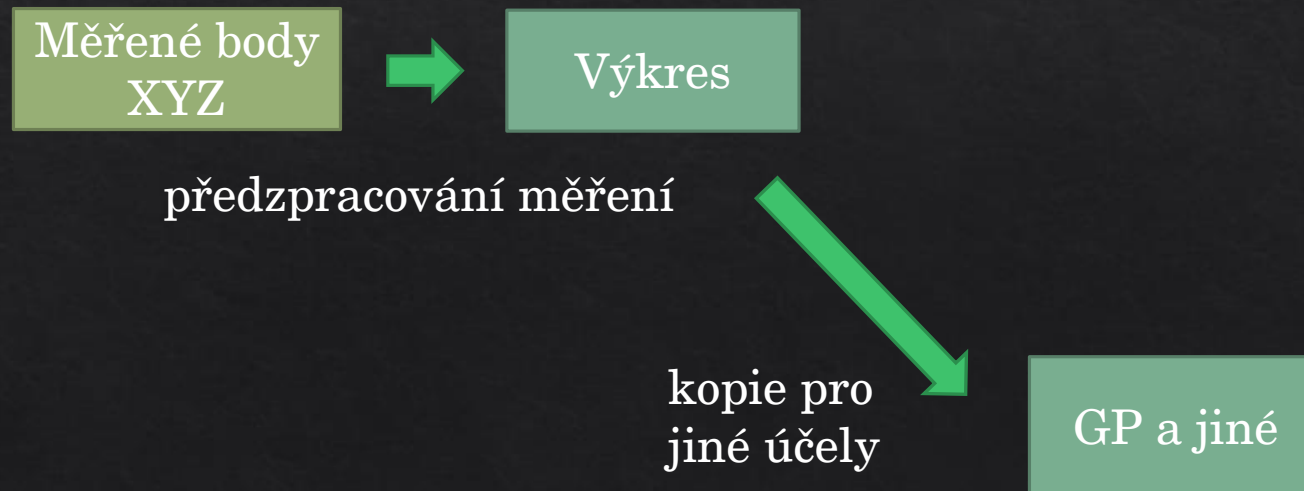 Měřené body
XYZ
Výkres
předzpracování měření
kopie pro
jiné účely
GP a jiné